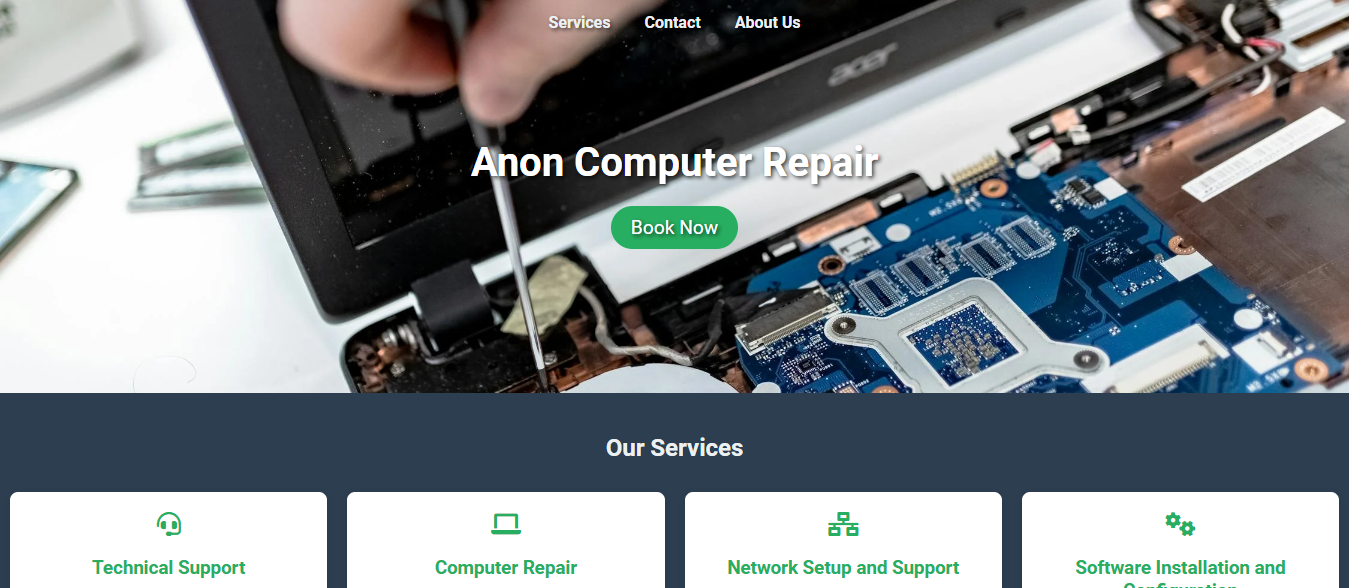 Services Contact About Us
acer
Anon Computer Repair
Book Now
Our Services
Technical Support
Computer Repair
Network Setup and Support
Software Installation and
Configuration